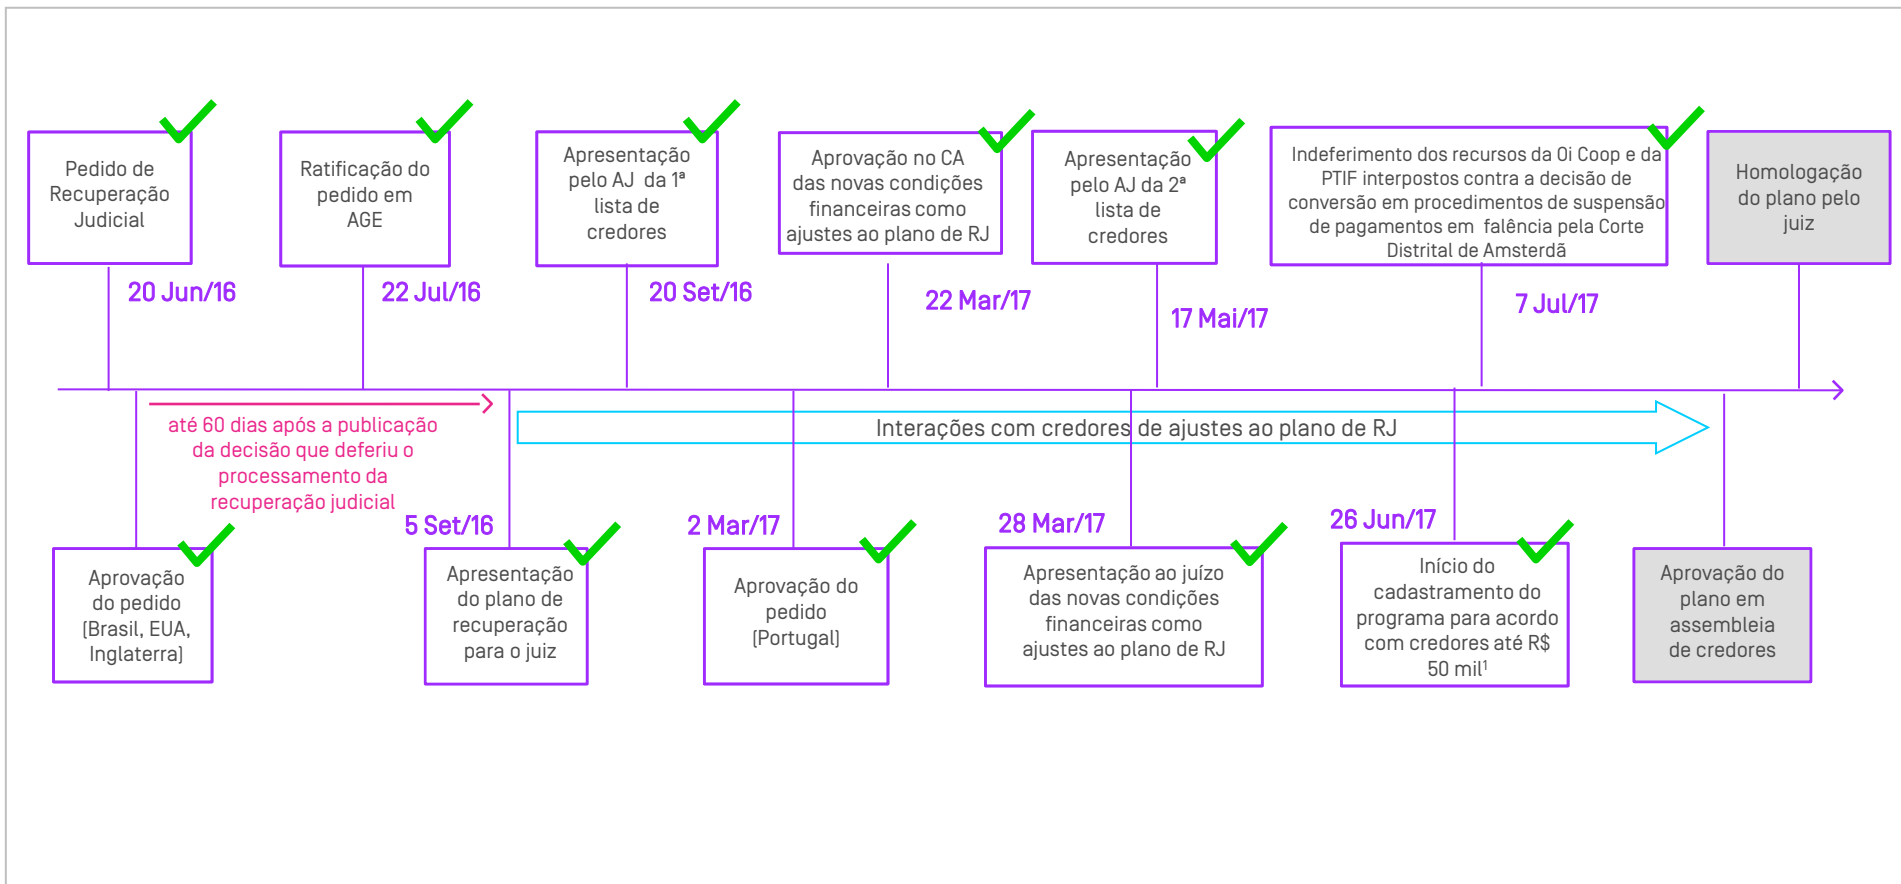 Pedido de
Recuperação
Judicial
20 Jun/16
Ratificação do
pedido em
AGE
22 Jul/16
Apresentação
pelo AJ da 1ª
lista de
credores
20 Set/16
Aprovação no CA
das novas condições
financeiras como
ajustes ao plano de RJ
22 Mar/17
Apresentação
pelo AJ da 2ª
lista de
credores
17 Mai/17
Indeferimento dos recursos da Oi Coop e da
PTIF interpostos contra a decisão de
conversão em procedimentos de suspensão
de pagamentos em falência pela Corte
Distrital de Amsterdã
7 Jul/17
Homologação
do plano pelo
juiz
até 60 dias após a publicação
da decisão que deferiu o
processamento da
recuperação judicial
Interações com credores de ajustes ao plano de RJ
Aprovação
do pedido
(Brasil, EUA,
Inglaterra)
5 Set/16
Apresentação
do plano de
recuperação
para o juiz
2 Mar/17
Aprovação do
pedido
(Portugal)
28 Mar/17
Apresentação ao juízo
das novas condições
financeiras como
ajustes ao plano de RJ
26 Jun/17
Início do
cadastramento do
programa para acordo
com credores até R$
50 mil¹
Aprovação do
plano em
assembleia
de credores